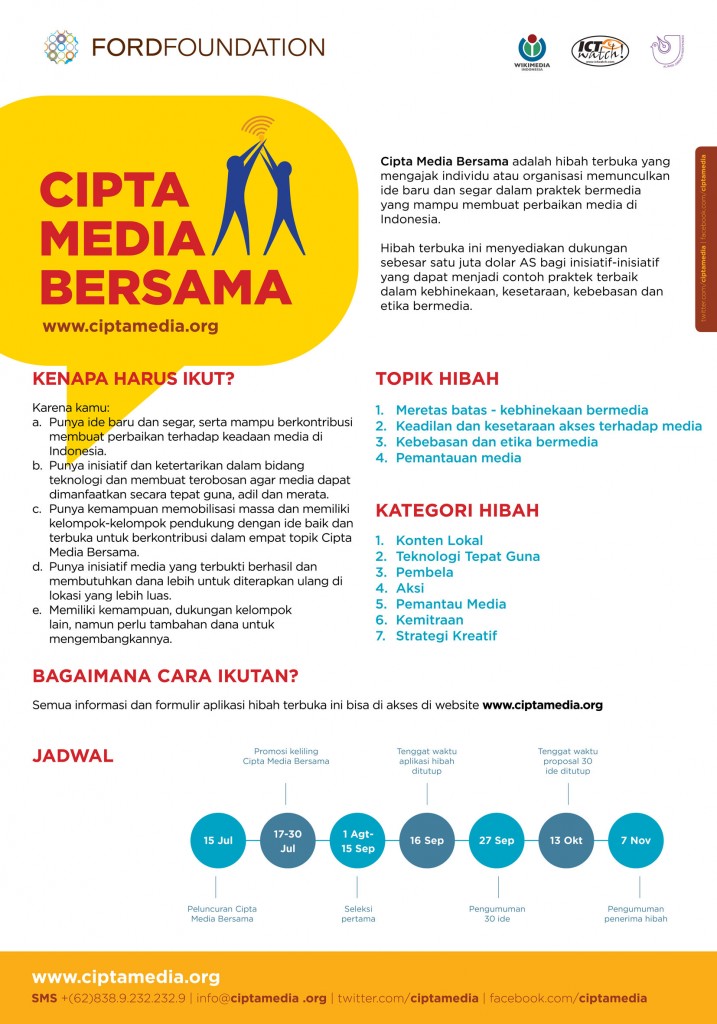 FORDFOUNDATION
WIKIMEDIA
INDONESIA
ICT
watch!
CIPTA
MEDIA
BERSAMA
www.ciptamedia.org
Cipta Media Bersama adalah hibah terbuka yang
mengajak individu atau organisasi memunculkan
ide baru dan segar dalam praktek bermedia
yang mampu membuat perbaikan media di
Indonesia.
Hibah terbuka ini menyediakan dukungan
sebesar satu juta dolar AS bagi inisiatif-inisiatif
yang dapat menjadi contoh praktek terbaik
dalam kebhinekaan, kesetaraan, kebebasan dan
etika bermedia.
twitter.com/ciptamedia | facebook.com/ciptamedia
KENAPA HARUS IKUT?
Karena kamu:
a. Punya ide baru dan segar, serta mampu berkontribusi
membuat perbaikan terhadap keadaan media di
Indonesia.
b. Punya inisiatif dan ketertarikan dalam bidang
teknologi dan membuat terobosan agar media dapat
dimanfaatkan secara tepat guna, adil dan merata.
c. Punya kemampuan memobilisasi massa dan memiliki
kelompok-kelompok pendukung dengan ide baik dan
terbuka untuk berkontribusi dalam empat topik Cipta
Media Bersama.
d. Punya inisiatif media yang terbukti berhasil dan
membutuhkan dana lebih untuk diterapkan ulang di
lokasi yang lebih luas.
e. Memiliki kemampuan, dukungan kelompok
lain, namun perlu tambahan dana untuk
mengembangkannya.
TOPIK HIBAH
1. Meretas batas - kebhinekaan bermedia
2. Keadilan dan kesetaraan akses terhadap media
3. Kebebasan dan etika bermedia
4. Pemantauan media
KATEGORI HIBAH
1. Konten Lokal
2. Teknologi Tepat Guna
3. Pembela
4. Aksi
5. Pemantau Media
6. Kemitraan
7. Strategi Kreatif
BAGAIMANA CARA IKUTAN?
Semua informasi dan formulir aplikasi hibah terbuka ini bisa di akses di website www.ciptamedia.org
JADWAL
Promosi keliling
Cipta Media Bersama
Tenggat waktu
aplikasi hibah
ditutup
Tenggat waktu
proposal 30
ide ditutup
15 Jul
17-30
Jul
1 Agt-
15 Sep
16 Sep
27 Sep
13 Okt
7 Nov
Peluncuran Cipta
Media Bersama
Seleksi
pertama
Pengumuman
30 ide
Pengumuman
penerima hibah
www.ciptamedia.org
SMS +(62)838.9.232.232.9 | info@ciptamedia .org | twitter.com/ciptamedia | facebook.com/ciptamedia